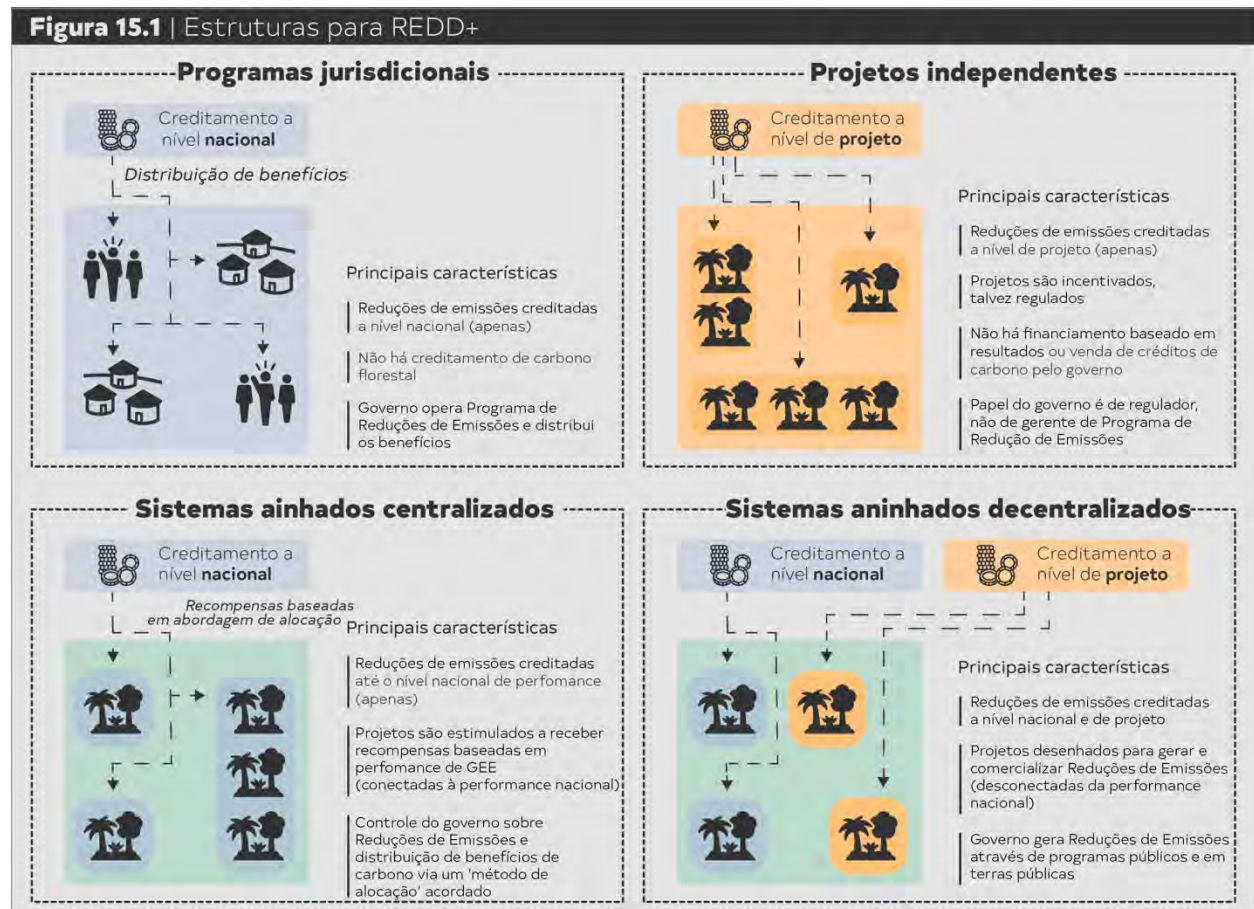 Figura 15.1 | Estruturas para REDD+
Programas jurisdicionais
Creditamento a
nível nacional
Distribuição de benefícios
Principais características
Reduções de emissões creditadas
a nível nacional (apenas)
Não há creditamento de carbono
florestal
Governo opera Programa de
Reduções de Emissões e distribui
os benefícios
Projetos independentes
Creditamento a
nível de projeto
Principais características
Reduções de emissões creditadas
a nível de projeto (apenas)
Projetos são incentivados,
talvez regulados
Não há financiamento baseado em
resultados ou venda de créditos de
carbono pelo governo
Papel do governo é de regulador,
não de gerente de Programa de
Redução de Emissões
Sistemas ainhados centralizados
Creditamento a
nível nacional
Recompensas baseadas
em abordagem de alocação
Principais características
Reduções de emissões creditadas
até o nível nacional de perfomance
(apenas)
Projetos são estimulados a receber
recompensas baseadas em
perfomance de GEE
(conectadas à performance nacional)
Controle do governo sobre
Reduções de Emissões e
distribuição de benefícios de
carbono via um 'método de
alocação' acordado
Sistemas aninhados decentralizados
Creditamento a
nível nacional
Creditamento a
nível de projeto
Principais características
Reduções de emissões creditadas
a nível nacional e de projeto
Projetos desenhados para gerar e
comercializar Reduções de Emissões
(desconectadas da performance
nacional)
Governo gera Reduções de Emissões
através de programas públicos e em
terras públicas